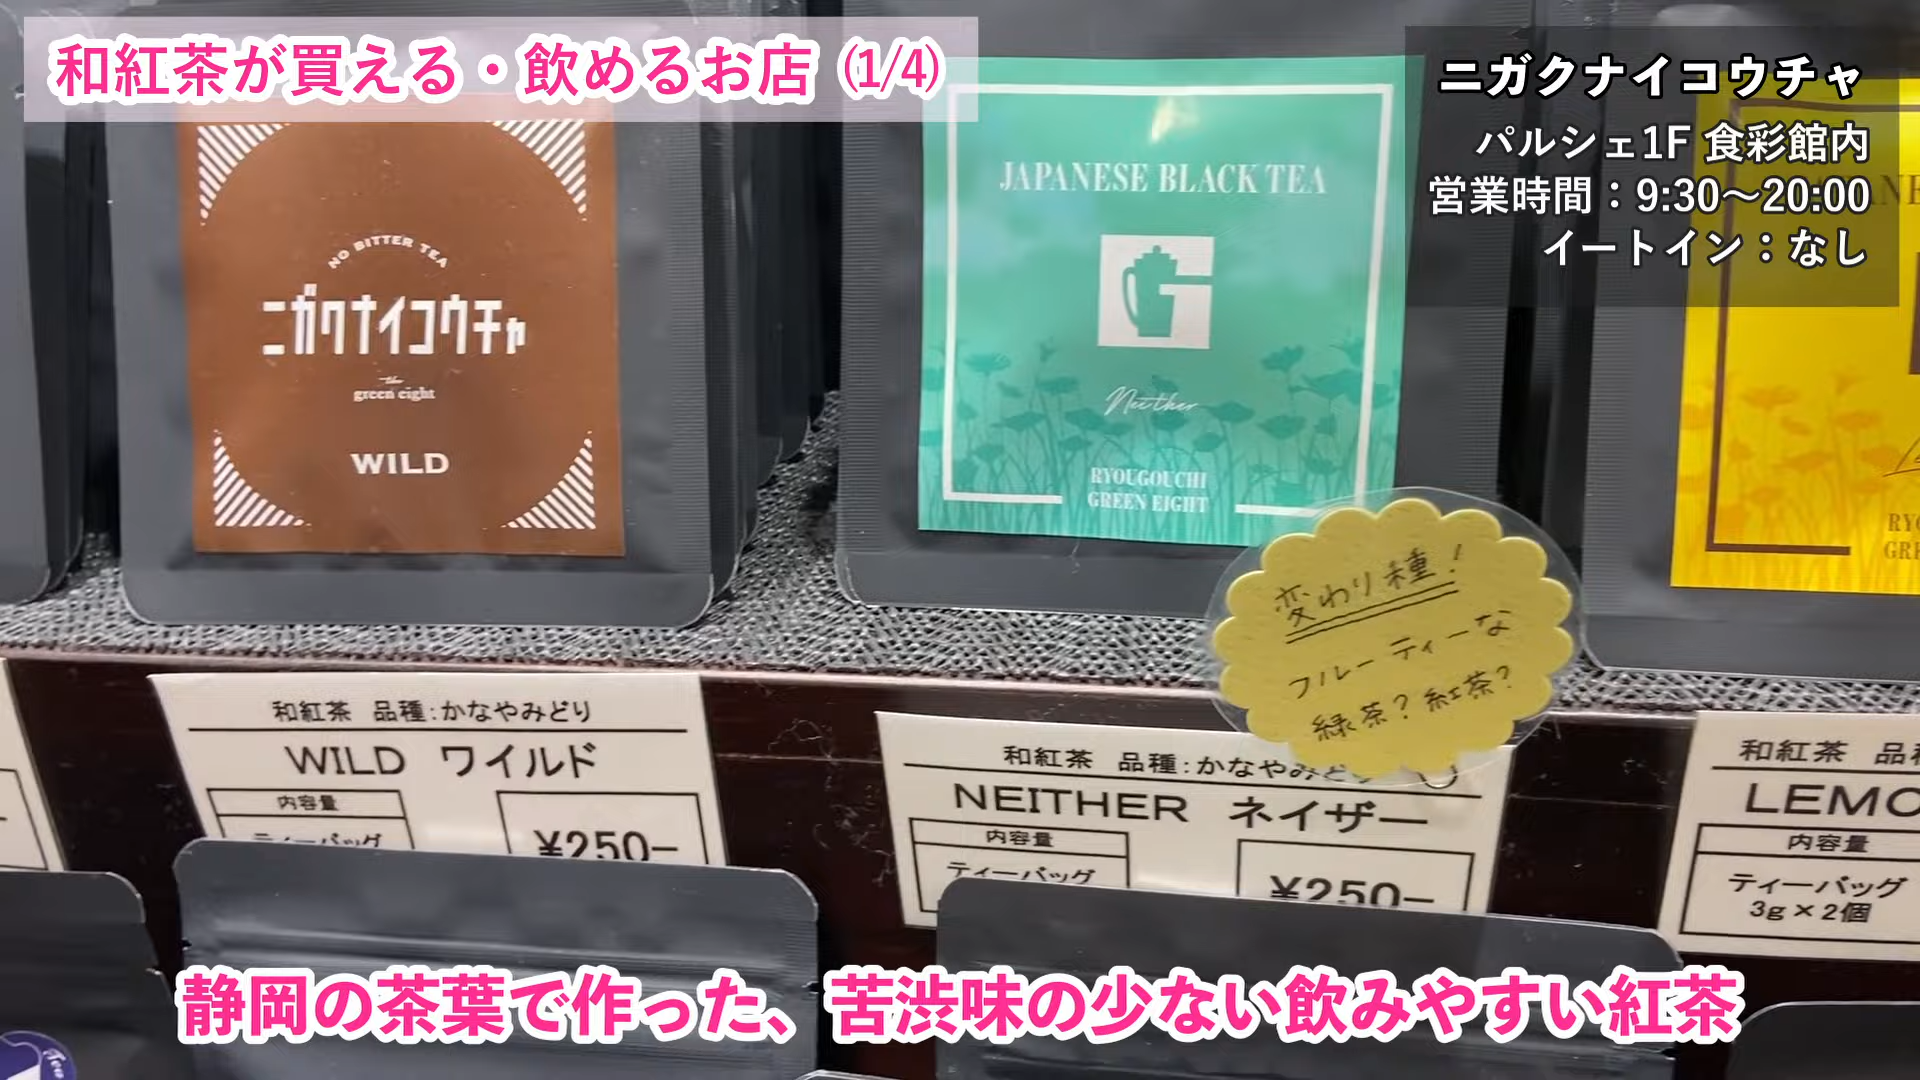 和紅茶が買える・飲めるお店 (1/4)
ニガクナイコウチャ
パルシェ1F 食彩館内
営業時間：9:30〜20:00
イートイン：なし
NO BITTER TEA
ニガクナイコウチャ
the
green eight
WILD
JAPANESE BLACK TEA
G
Neither
RYOUGOUCHI
GREEN EIGHT
変わり種！
フルーティーな
緑茶？紅茶？
和紅茶 品種：かなやみどり
WILD ワイルド
内容量
ティーバッグ
¥250−
和紅茶 品種：かなやみど
NEITHER ネイザー
内容量
ティーバッグ
¥250−
和紅茶
LEMO
内容量
ティーバッグ
3g×2個
静岡の茶葉で作った、苦渋味の少ない飲みやすい紅茶